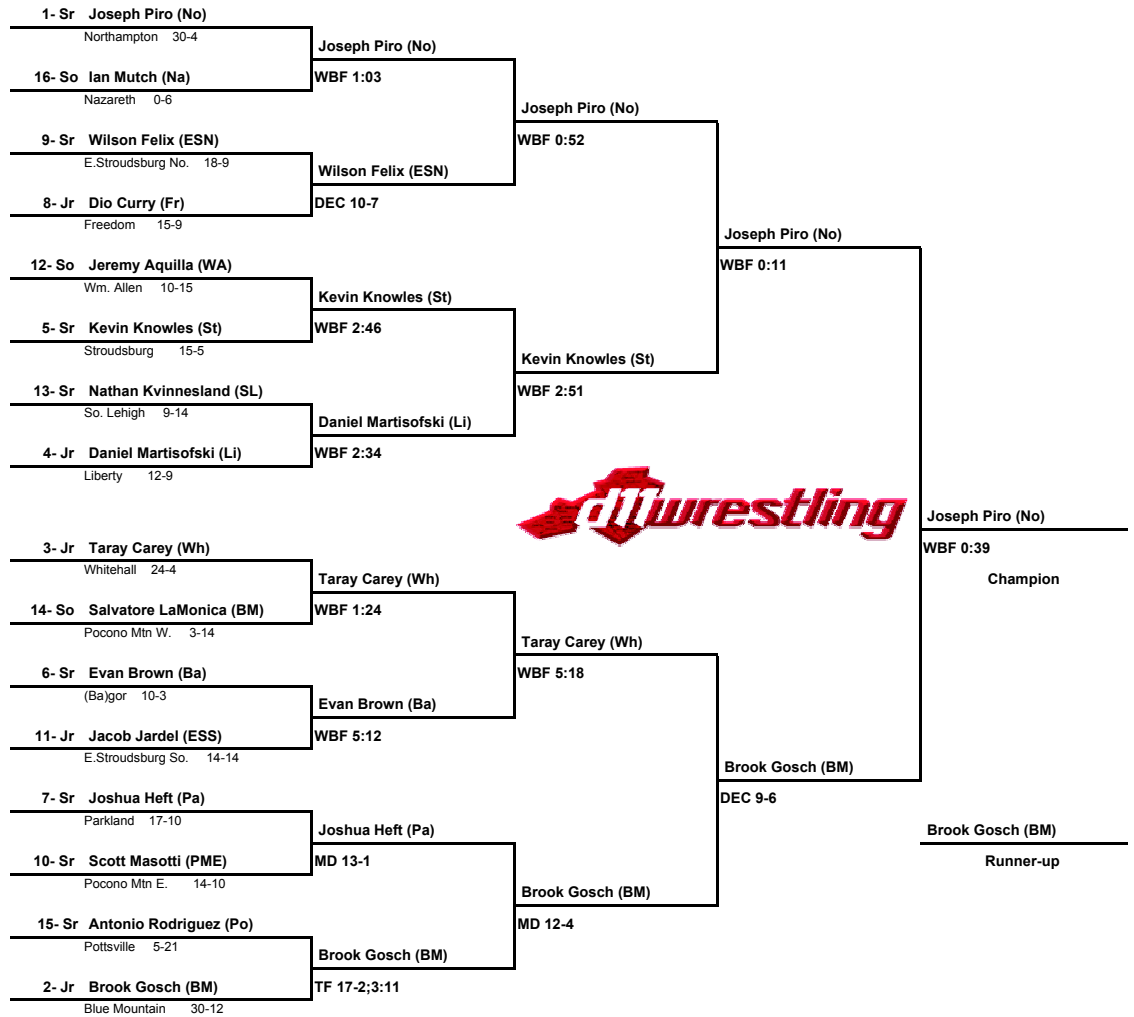 1- Sr Joseph Piro (No)
Northampton 30-4
16- So Ian Mutch (Na)
Nazareth 0-6
9- Sr Wilson Felix (ESN)
E.Stroudsburg No. 18-9
8- Jr Dio Curry (Fr)
Freedom 15-9
12- So Jeremy Aquilla (WA)
Wm. Allen 10-15
5- Sr Kevin Knowles (St)
Stroudsburg 15-5
13- Sr Nathan Kvinnesland (SL)
So. Lehigh 9-14
4- Jr Daniel Martisofski (Li)
Liberty 12-9
3- Jr Taray Carey (Wh)
Whitehall 24-4
14- So Salvatore LaMonica (BM)
Pocono Mtn W. 3-14
6- Sr Evan Brown (Ba)
(Ba)gor 10-3
11- Jr Jacob Jardel (ESS)
E.Stroudsburg So. 14-14
7- Sr Joshua Heft (Pa)
Parkland 17-10
10- Sr Scott Masotti (PME)
Pocono Mtn E. 14-10
15- Sr Antonio Rodriguez (Po)
Pottsville 5-21
2- Jr Brook Gosch (BM)
Blue Mountain 30-12
Joseph Piro (No)
WBF 1:03
Wilson Felix (ESN)
DEC 10-7
Kevin Knowles (St)
WBF 2:46
Daniel Martisofski (Li)
WBF 2:34
Taray Carey (Wh)
WBF 1:24
Evan Brown (Ba)
WBF 5:12
Joshua Heft (Pa)
MD 13-1
Brook Gosch (BM)
TF 17-2;3:11
Joseph Piro (No)
WBF 0:52
Kevin Knowles (St)
WBF 2:51
Taray Carey (Wh)
WBF 5:18
Brook Gosch (BM)
MD 12-4
Joseph Piro (No)
WBF 0:11
Brook Gosch (BM)
DEC 9-6
d11wrestling
Joseph Piro (No)
WBF 0:39
Champion
Brook Gosch (BM)
Runner-up